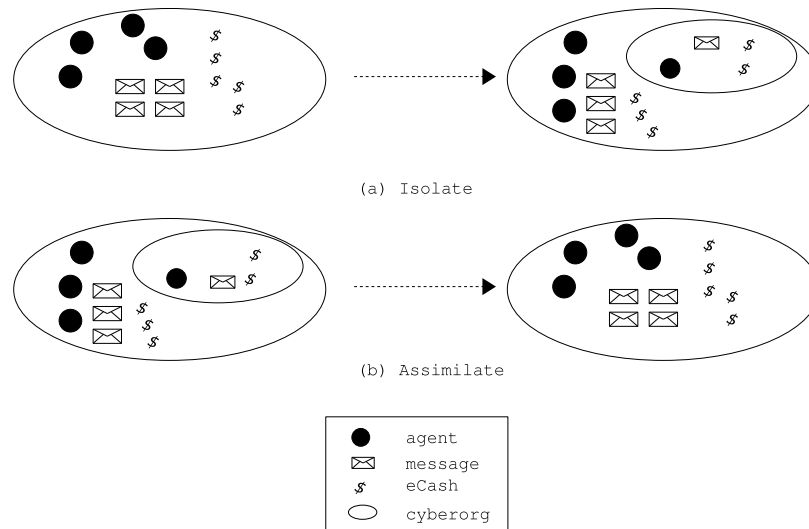 (a) Isolate
(b) Assimilate
agent
message
eCash
cyberorg